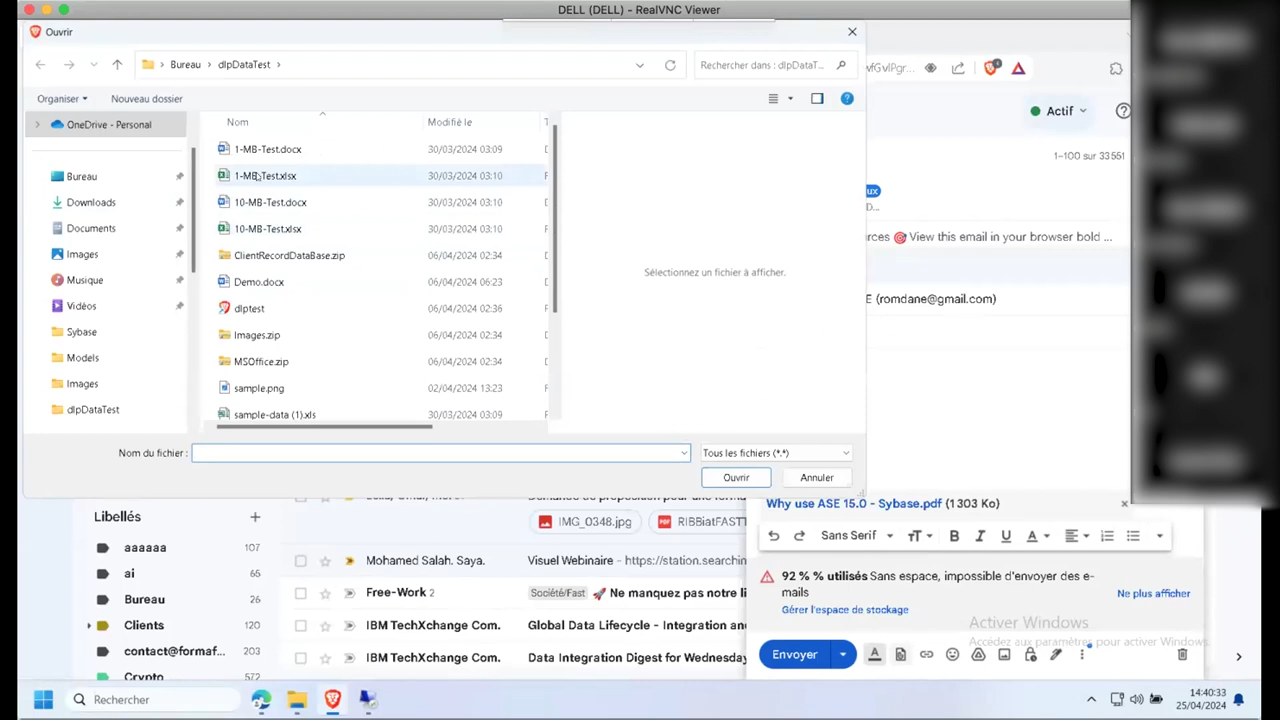 DELL (DELL) - RealVNC Viewer
Ouvrir
Bureau dlpDataTest
Rechercher dans : dlpDataT...
Organiser
Nouveau dossier
OneDrive - Personal
Bureau
Downloads
Documents
Images
Musique
Vidéos
Sybase
Models
Images
dlpDataTest
Nom Modifié le T
1-MB-Test.docx 30/03/2024 03:09
1-MB-Test.xlsx 30/03/2024 03:10
10-MB-Test.docx 30/03/2024 03:10
10-MB-Test.xlsx 30/03/2024 03:10
ClientRecordDataBase.zip 06/04/2024 02:34
Demo.docx 06/04/2024 06:23
dlptest 06/04/2024 02:36
Images.zip 06/04/2024 02:34
MSOffice.zip 06/04/2024 02:34
sample.png 02/04/2024 13:23
sample-data (1).xls 30/03/2024 03:09
Sélectionnez un fichier à afficher.
Nom du fichier :
Tous les fichiers (*.*)
Ouvrir
Annuler
Actif
1–100 sur 33 551
ux
D...
rces 🎯 View this email in your browser bold ...
E (romdane@gmail.com)
Libellés +
aaaaaa 107
ai 65
Bureau 26
Clients 120
contact@formaf... 203
Crypto 572
IMG_0348.jpg
RIBBiatFASTT
Mohamed Salah. Saya. Visuel Webinaire - https://station.searchin
Free-Work 2 Société/Fast 🚀 Ne manquez pas notre li
IBM TechXchange Com. Global Data Lifecycle - Integration and
IBM TechXchange Com. Data Integration Digest for Wednesday
Why use ASE 15.0 - Sybase.pdf (1 303 Ko)
Sans Serif
92 % % utilisés Sans espace, impossible d'envoyer des e-
mails
Gérer l'espace de stockage
Ne plus afficher
Activer Windows
Accédez aux paramètres pour activer Windows.
Envoyer
Rechercher
14:40:33
25/04/2024